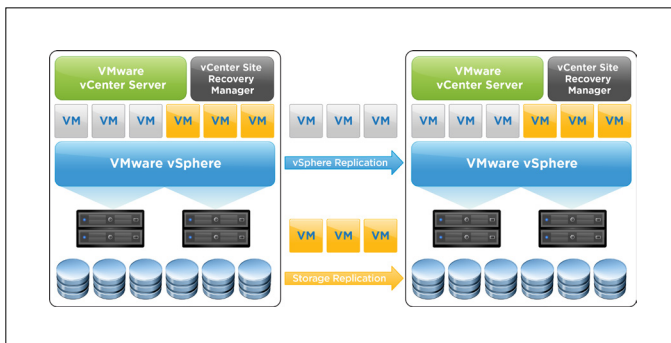 VMware
vCenter Server
vCenter Site
Recovery
Manager
VM VM VM VM VM VM
VMware vSphere
VM VM VM
vSphere Replication
VM VM VM
Storage Replication
VMware
vCenter Server
vCenter Site
Recovery
Manager
VM VM VM VM VM VM
VMware vSphere